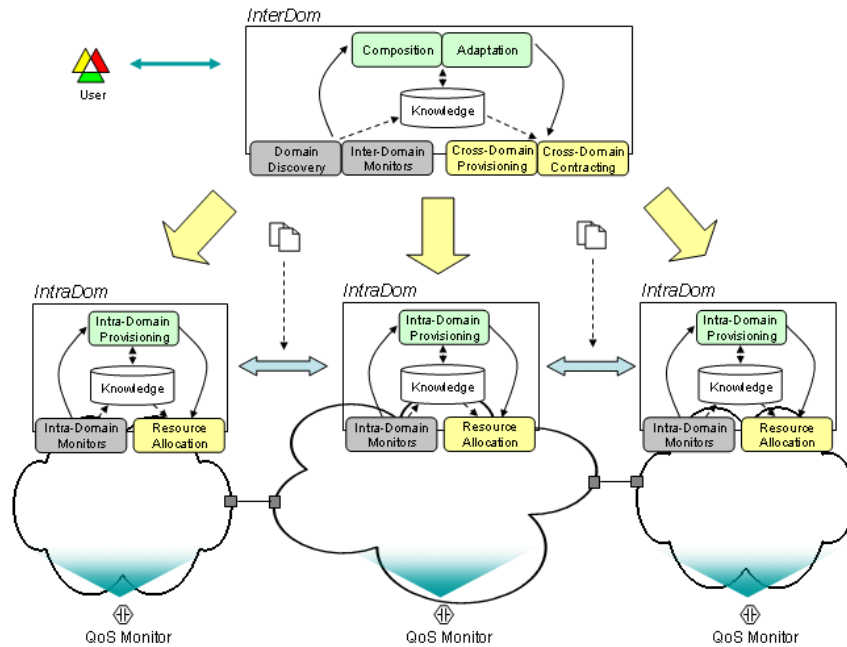 InterDom
Composition
Adaptation
User
Knowledge
Domain
Discovery
Inter-Domain
Monitors
Cross-Domain
Provisioning
Cross-Domain
Contracting
IntraDom
Intra-Domain
Provisioning
Knowledge
Intra-Domain
Monitors
Resource
Allocation
IntraDom
Intra-Domain
Provisioning
Knowledge
Intra-Domain
Monitors
Resource
Allocation
IntraDom
Intra-Domain
Provisioning
Knowledge
Intra-Domain
Monitors
Resource
Allocation
QoS Monitor
QoS Monitor
QoS Monitor